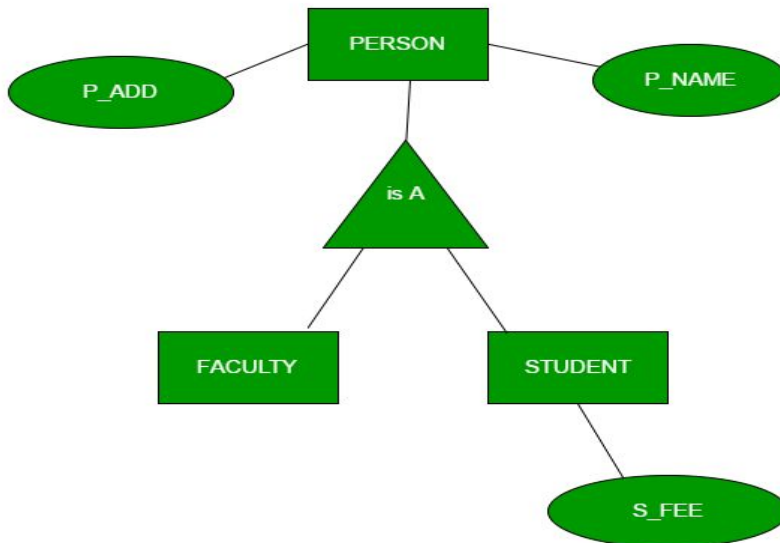 PERSON
P_ADD
P_NAME
is A
FACULTY
STUDENT
S_FEE